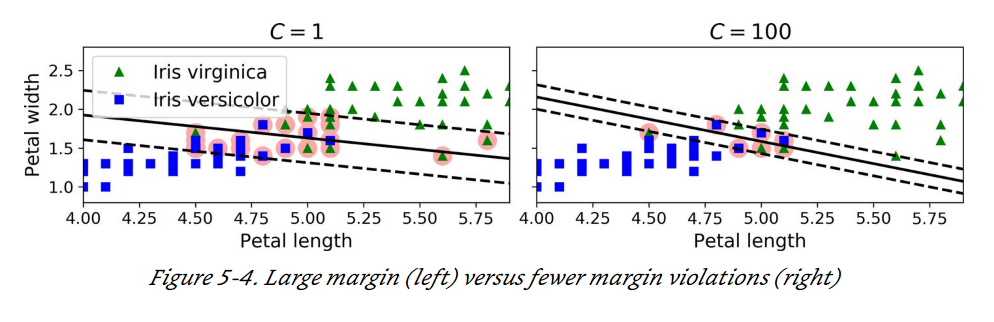 C = 1
C = 100
Petal width
2.5
2.0
1.5
1.0
Iris virginica
Iris versicolor
4.00 4.25 4.50 4.75 5.00 5.25 5.50 5.75
4.00 4.25 4.50 4.75 5.00 5.25 5.50 5.75
Petal length
Petal length
Figure 5-4. Large margin (left) versus fewer margin violations (right)